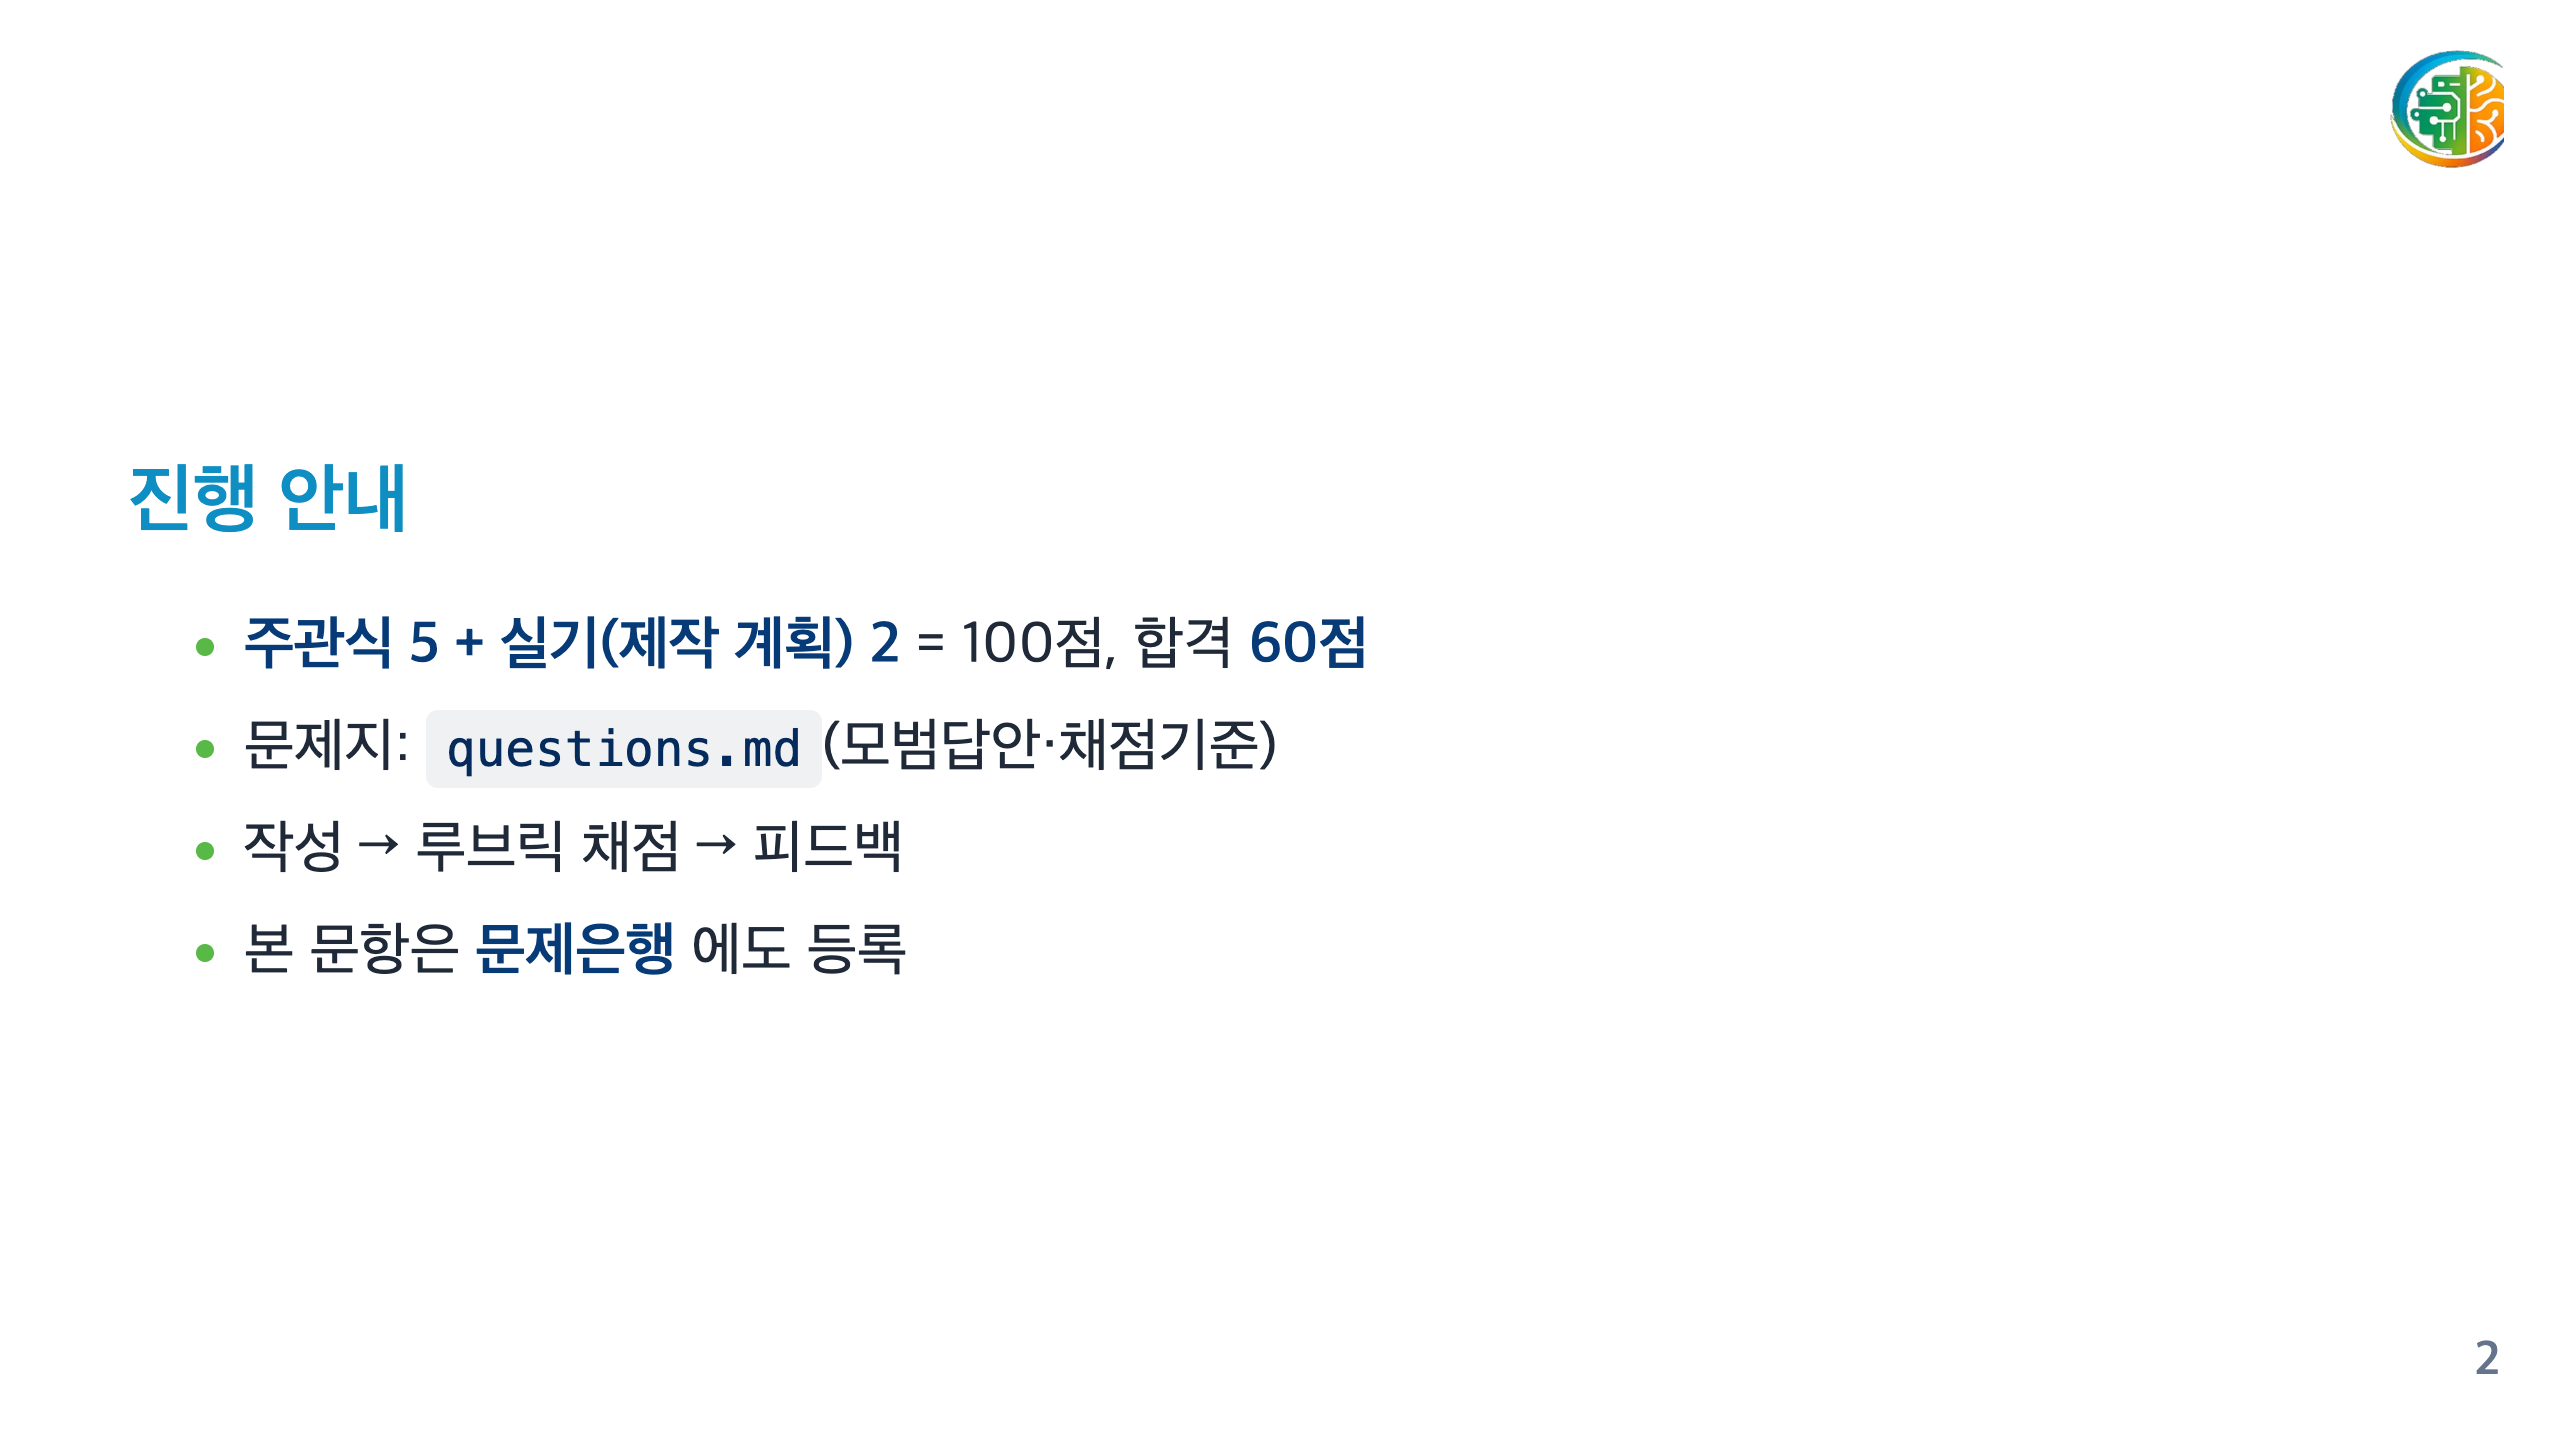 진행 안내
주관식 5 + 실기(제작 계획) 2 = 100점, 합격 60점
문제지: questions.md (모범답안·채점기준)
작성 → 루브릭 채점 → 피드백
본 문항은 문제은행 에도 등록
2